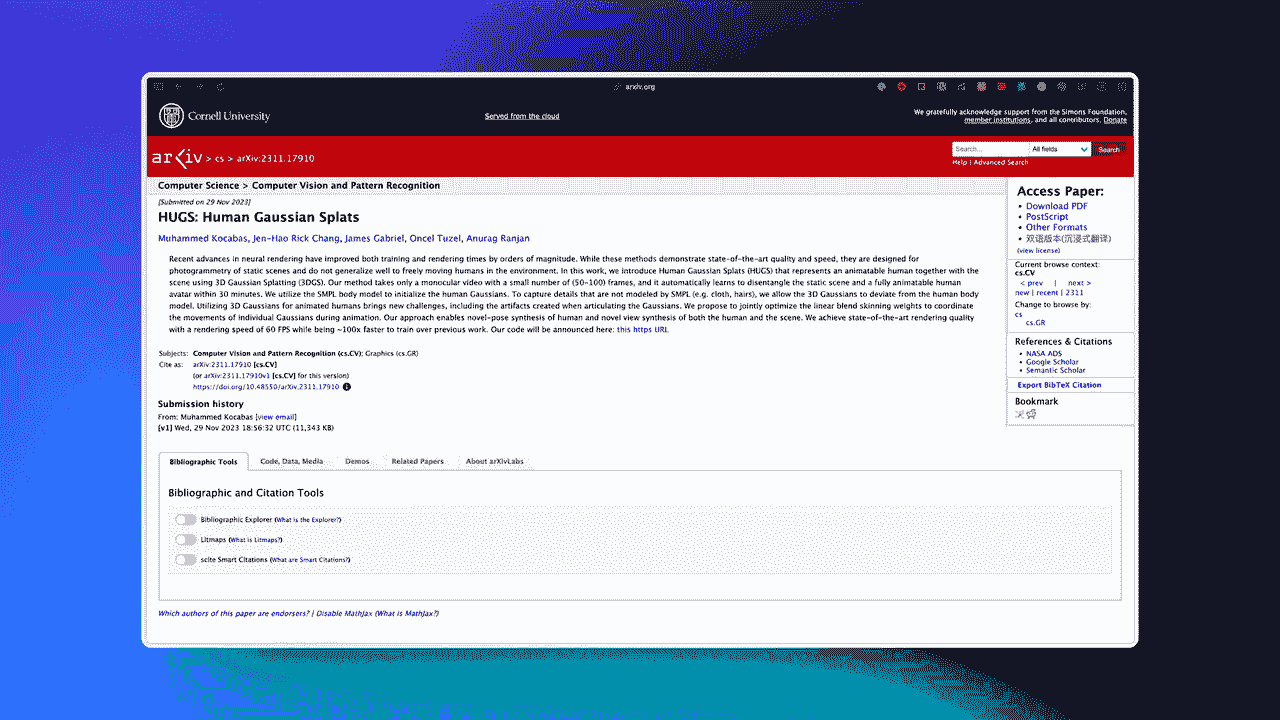 arxiv.org
Cornell University
Served from the cloud
We gratefully acknowledge support from the Simons Foundation,
member institutions, and all contributors. Donate
arXiv > cs > arXiv:2311.17910
Search...
All fields
Search
Help | Advanced Search
Computer Science > Computer Vision and Pattern Recognition
[Submitted on 29 Nov 2023]
HUGS: Human Gaussian Splats
Muhammed Kocabas, Jen-Hao Rick Chang, James Gabriel, Oncel Tuzel, Anurag Ranjan
Recent advances in neural rendering have improved both training and rendering times by orders of magnitude. While these methods demonstrate state-of-the-art quality and speed, they are designed for
photogrammetry of static scenes and do not generalize well to freely moving humans in the environment. In this work, we introduce Human Gaussian Splats (HUGS) that represents an animatable human together with the
scene using 3D Gaussian Splatting (3DGS). Our method takes only a monocular video with a small number of (50-100) frames, and it automatically learns to disentangle the static scene and a fully animatable human
avatar within 30 minutes. We utilize the SMPL body model to initialize the human Gaussians. To capture details that are not modeled by SMPL (e.g. cloth, hairs), we allow the 3D Gaussians to deviate from the human body
model. Utilizing 3D Gaussians for animated humans brings new challenges, including the artifacts created when articulating the Gaussians. We propose to jointly optimize the linear blend skinning weights to coordinate
the movements of individual Gaussians during animation. Our approach enables novel-pose synthesis of human and novel view synthesis of both the human and the scene. We achieve state-of-the-art rendering quality
with a rendering speed of 60 FPS while being ~100x faster to train over previous work. Our code will be announced here: this https URL
Subjects: Computer Vision and Pattern Recognition (cs.CV); Graphics (cs.GR)
Cite as: arXiv:2311.17910 [cs.CV]
(or arXiv:2311.17910v1 [cs.CV] for this version)
https://doi.org/10.48550/arXiv.2311.17910
Submission history
From: Muhammed Kocabas [view email]
[v1] Wed, 29 Nov 2023 18:56:32 UTC (11,343 KB)
Access Paper:
Download PDF
PostScript
Other Formats
双语版本(沉浸式翻译)
(view license)
Current browse context:
cs.CV
< prev | next >
new | recent | 2311
Change to browse by:
cs
cs.GR
References & Citations
NASA ADS
Google Scholar
Semantic Scholar
Export BibTeX Citation
Bookmark
Bibliographic Tools
Code, Data, Media
Demos
Related Papers
About arXivLabs
Bibliographic and Citation Tools
Bibliographic Explorer (What is the Explorer?)
Litmaps (What is Litmaps?)
scite Smart Citations (What are Smart Citations?)
Which authors of this paper are endorsers? | Disable MathJax (What is MathJax?)